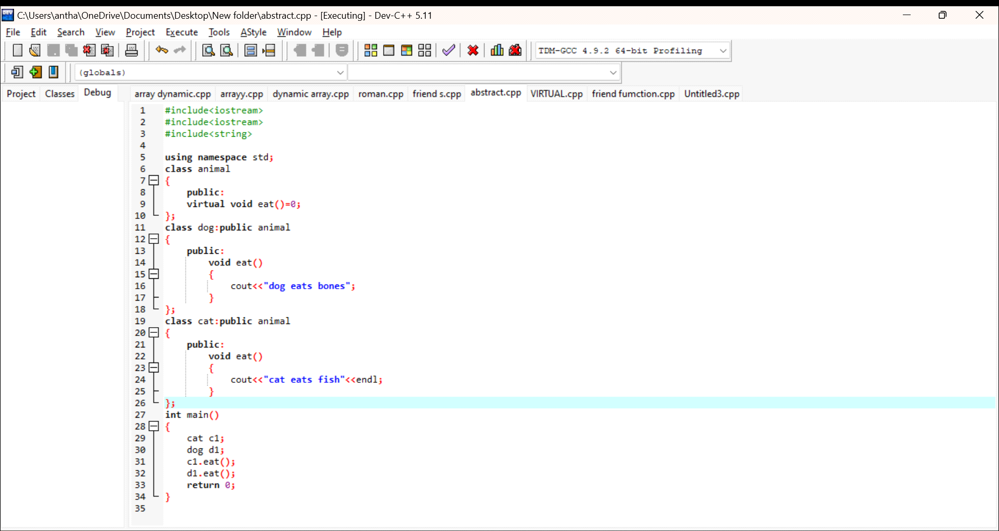 C:\Users\antha\OneDrive\Documents\Desktop\New folder\abstract.cpp - [Executing] - Dev-C++ 5.11
File Edit Search View Project Execute Tools AStyle Window Help
TDM-GCC 4.9.2 64-bit Profiling
(globals)
Project Classes Debug array dynamic.cpp arrayy.cpp dynamic array.cpp roman.cpp friend s.cpp abstract.cpp VIRTUAL.cpp friend fumction.cpp Untitled3.cpp
1 #include<iostream>
2 #include<iostream>
3 #include<string>
4
5 using namespace std;
6 class animal
7 {
8 public:
9 virtual void eat()=0;
10 };
11 class dog:public animal
12 {
13 public:
14 void eat()
15 {
16 cout<<"dog eats bones";
17 }
18 };
19 class cat:public animal
20 {
21 public:
22 void eat()
23 {
24 cout<<"cat eats fish"<<endl;
25 }
26 };
27 int main()
28 {
29 cat c1;
30 dog d1;
31 c1.eat();
32 d1.eat();
33 return 0;
34 }
35